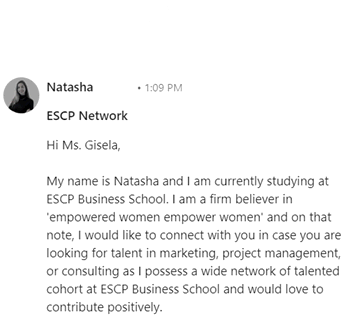 Natasha • 1:09 PM
ESCP Network
Hi Ms. Gisela,
My name is Natasha and I am currently studying at
ESCP Business School. I am a firm believer in
'empowered women empower women' and on that
note, I would like to connect with you in case you are
looking for talent in marketing, project management,
or consulting as I possess a wide network of talented
cohort at ESCP Business School and would love to
contribute positively.